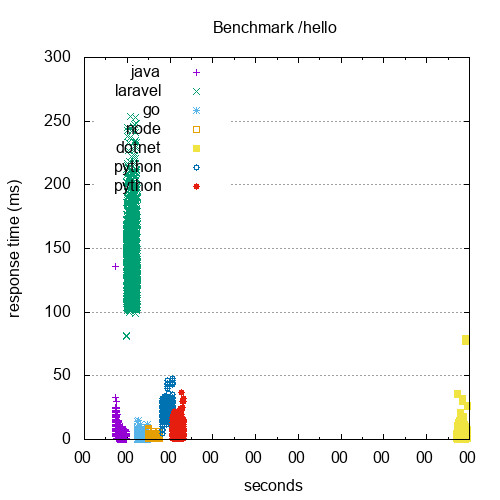 Benchmark /hello
300
250
200
150
100
50
0
response time (ms)
java
laravel
go
node
dotnet
python
python
00 00 00 00 00 00 00 00 00 00
seconds